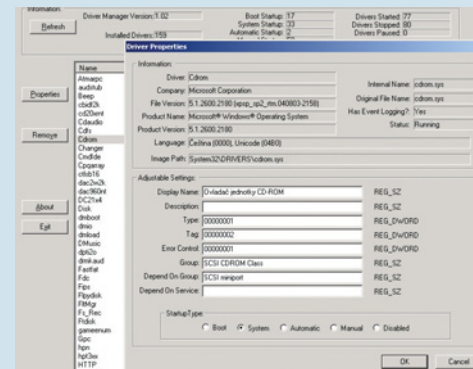 Information:
Driver Manager Version: 1.02
Boot Startup: 17
Drivers Started: 77
System Startup: 33
Drivers Stopped: 80
Automatic Startup: 2
Drivers Paused: 0
Installed Drivers: 159
Refresh
Properties
Remove
About
Exit
Name
Atmarpc
audstub
Beep
cbidf2k
cd20xrnt
Cdaudio
Cdfs
Cdrom
Changer
CmdIde
Cpqarray
dac2w2k
dac960nt
DC21x4
Disk
dmboot
dmio
dmload
DMusic
dpti2o
drmkaud
Fastfat
Fdc
Fips
Flpydisk
FltMgr
Fs_Rec
Ftdisk
gameenum
Gpc
hpn
hpt3xx
HTTP
Driver Properties
Information:
Driver: Cdrom
Company: Microsoft Corporation
File Version: 5.1.2600.2180 (xpsp_sp2_rtm.040803-2158)
Product Name: Microsoft® Windows® Operating System
Product Version: 5.1.2600.2180
Language: Čeština (0000), Unicode (04B0)
Image Path: System32\DRIVERS\cdrom.sys
Internal Name: cdrom.sys
Original File Name: cdrom.sys
Has Event Logging?: Yes
Status: Running
Adjustable Settings:
Display Name: Ovladač jednotky CD-ROM REG_SZ
Description: REG_SZ
Type: 00000001 REG_DWORD
Tag: 00000002 REG_DWORD
Error Control: 00000001 REG_DWORD
Group: SCSI CDROM Class REG_SZ
Depend On Group: SCSI miniport REG_SZ
Depend On Service: REG_SZ
StartupType:
Boot System Automatic Manual Disabled
OK Cancel